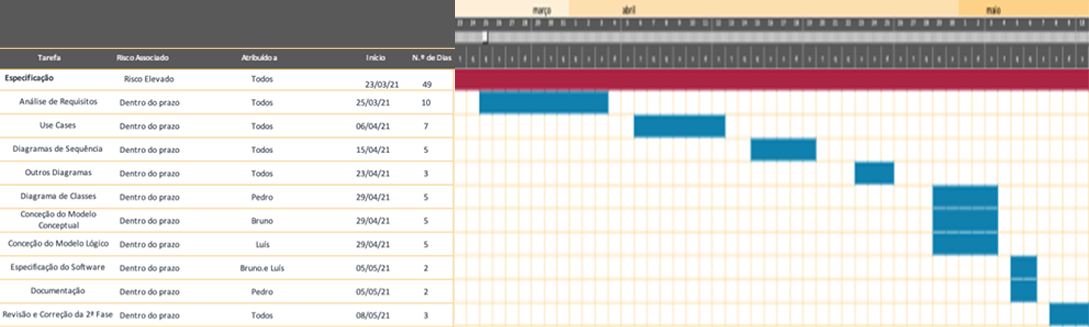 março abril maio
Tarefa Risco Associado Atribuído a Início N.º de Dias
Especificação Risco Elevado Todos 23/03/21 49
Análise de Requisitos Dentro do prazo Todos 25/03/21 10
Use Cases Dentro do prazo Todos 06/04/21 7
Diagramas de Sequência Dentro do prazo Todos 15/04/21 5
Outros Diagramas Dentro do prazo Todos 23/04/21 3
Diagrama de Classes Dentro do prazo Pedro 29/04/21 5
Conceção do Modelo
Conceptual Dentro do prazo Bruno 29/04/21 5
Conceção do Modelo Lógico Dentro do prazo Luís 29/04/21 5
Especificação do Software Dentro do prazo Bruno.e Luís 05/05/21 2
Documentação Dentro do prazo Pedro 05/05/21 2
Revisão e Correção da 2ª Fase Dentro do prazo Todos 08/05/21 3